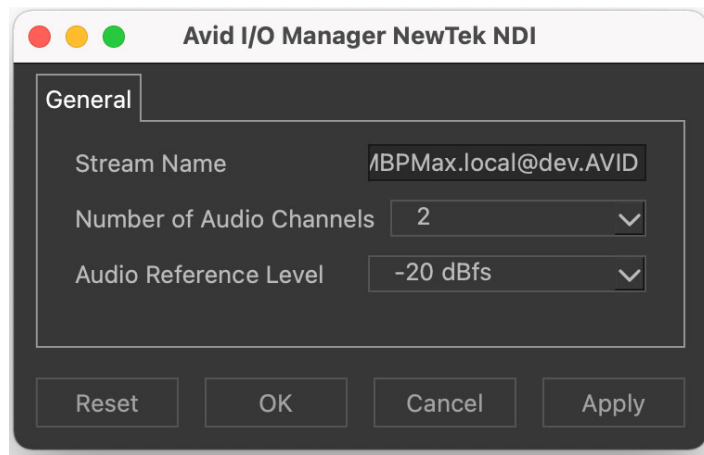 Avid I/O Manager NewTek NDI
General
Stream Name MBPMax.local@dev.AVID
Number of Audio Channels 2
Audio Reference Level -20 dBfs
Reset OK Cancel Apply